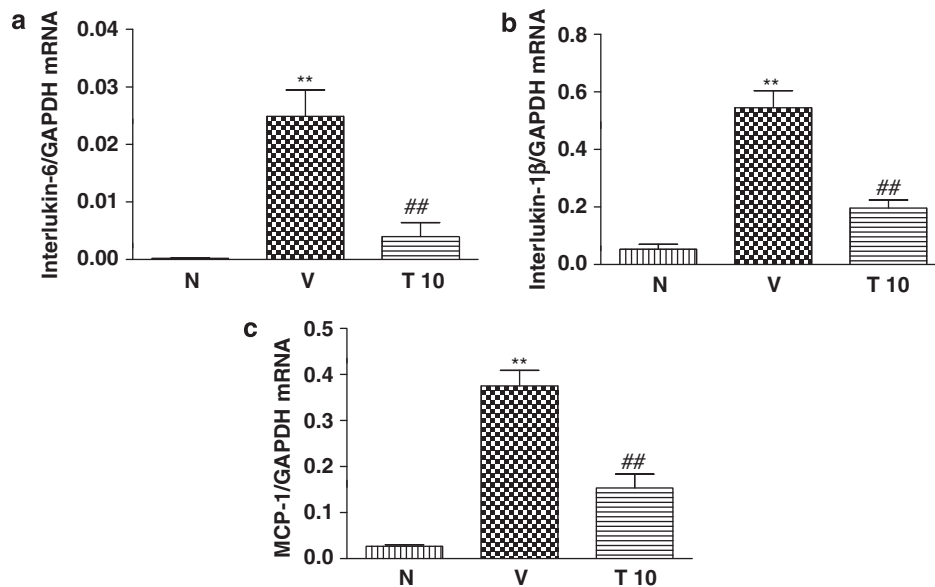 a
Interlukin-6/GAPDH mRNA
0.04
0.03
0.02
0.01
0.00
**
##
N V T 10
b
Interlukin-1β/GAPDH mRNA
0.8
0.6
0.4
0.2
0.0
**
##
N V T 10
c
MCP-1/GAPDH mRNA
0.5
0.4
0.3
0.2
0.1
0.0
**
##
N V T 10